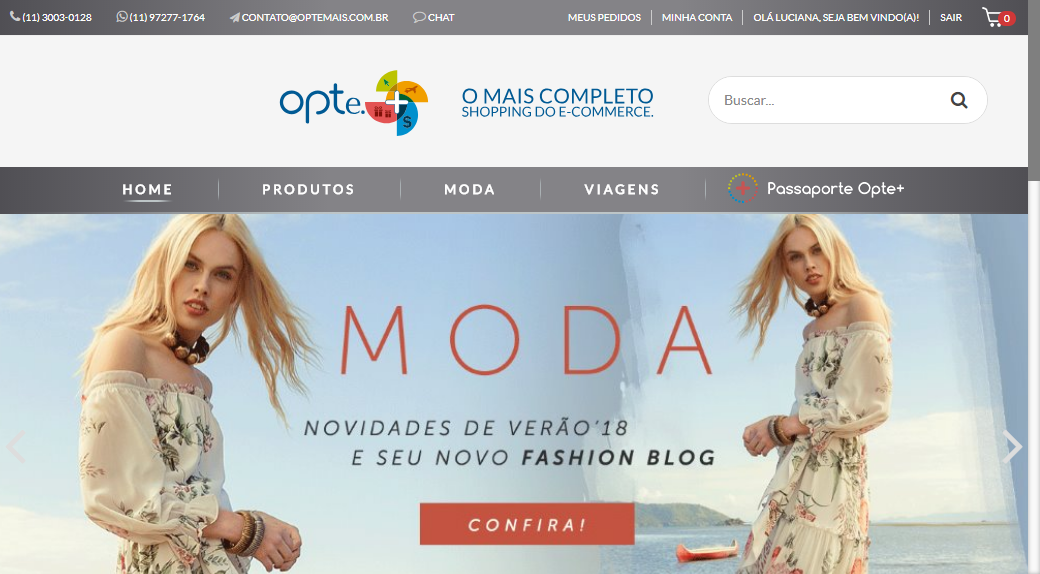 (11) 3003-0128 (11) 97277-1764 CONTATO@OPTEMAIS.COM.BR CHAT MEUS PEDIDOS MINHA CONTA OLÁ LUCIANA, SEJA BEM VINDO(A)! SAIR 0
opte.+ S
O MAIS COMPLETO
SHOPPING DO E-COMMERCE.
Buscar...
HOME PRODUTOS MODA VIAGENS Passaporte Opte+
MODA
NOVIDADES DE VERÃO'18
E SEU NOVO FASHION BLOG
CONFIRA!